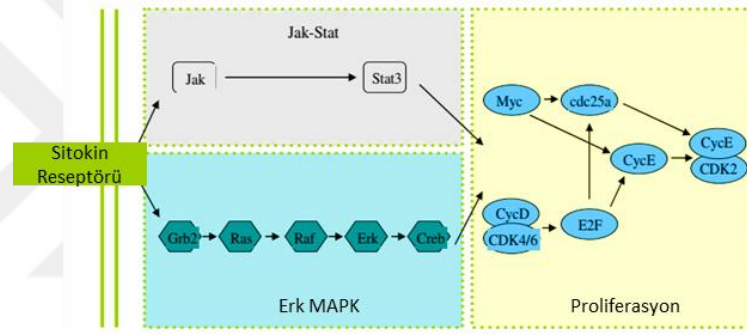 Sitokin
Reseptörü
Jak-Stat
Jak
Stat3
Grb2
Ras
Raf
Erk
Creb
Erk MAPK
Myc
cdc25a
CycE
CycE
CDK2
CycD
CDK4/6
E2F
Proliferasyon